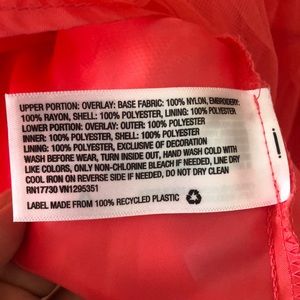 UPPER PORTION: OVERLAY: BASE FABRIC: 100% NYLON, EMBROIDERY:
100% RAYON, SHELL: 100% POLYESTER, LINING: 100% POLYESTER
LOWER PORTION: OVERLAY: OUTER: 100% POLYESTER
INNER: 100% POLYESTER, SHELL: 100% POLYESTER
LINING: 100% POLYESTER, EXCLUSIVE OF DECORATION
WASH BEFORE WEAR, TURN INSIDE OUT, HAND WASH COLD WITH
LIKE COLORS, ONLY NON-CHLORINE BLEACH IF NEEDED, LINE DRY
COOL IRON ON REVERSE SIDE IF NEEDED, DO NOT DRY CLEAN
RN17730 VN1295351
LABEL MADE FROM 100% RECYCLED PLASTIC
i